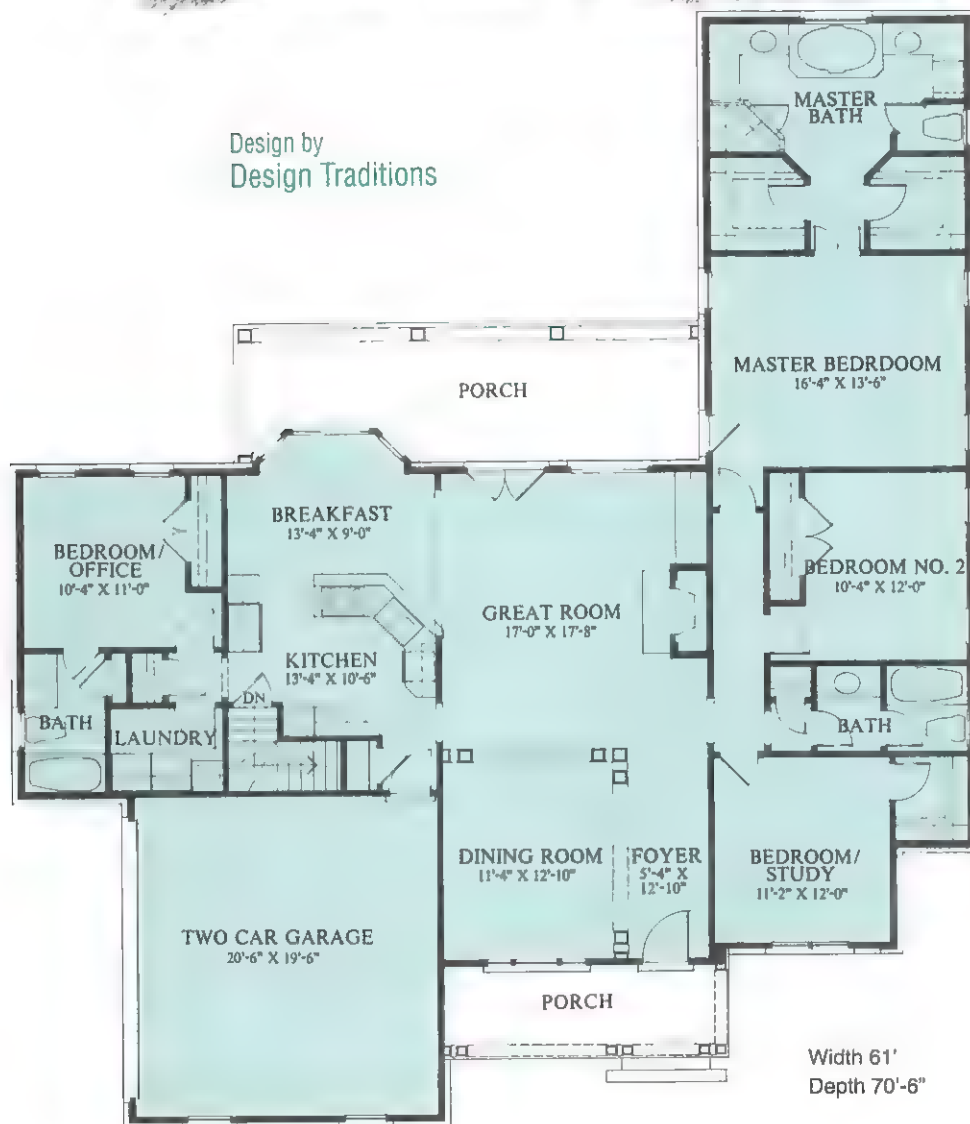 Design by
Design Traditions
MASTER
BATH
MASTER BEDRDOOM
16'-4" X 13'-6"
PORCH
BREAKFAST
13'-4" X 9'-0"
BEDROOM/
OFFICE
10'-4" X 11'-0"
BEDROOM NO. 2
10'-4" X 12'-0"
GREAT ROOM
17'-0" X 17'-8"
KITCHEN
13'-4" X 10'-6"
DN
BATH
LAUNDRY
BATH
DINING ROOM
11'-4" X 12'-10"
FOYER
5'-4" X
12'-10"
BEDROOM/
STUDY
11'-2" X 12'-0"
TWO CAR GARAGE
20'-6" X 19'-6"
PORCH
Width 61'
Depth 70'-6"